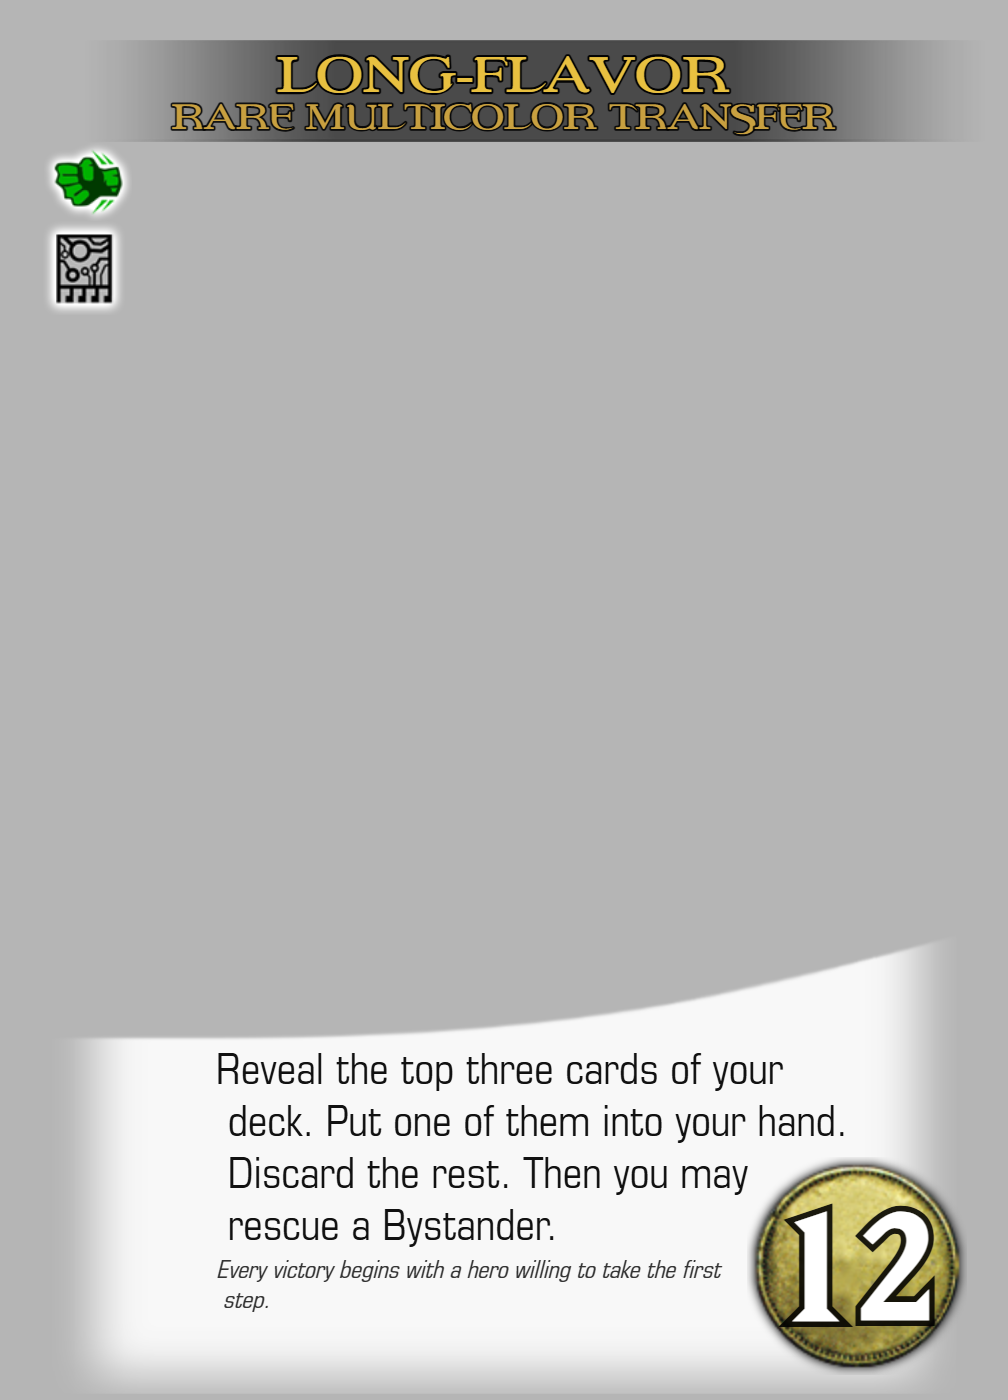 LONG-FLAVOR
RARE MULTICOLOR TRANSFER
Reveal the top three cards of your
deck. Put one of them into your hand.
Discard the rest. Then you may
rescue a Bystander.
Every victory begins with a hero willing to take the first
step.
12